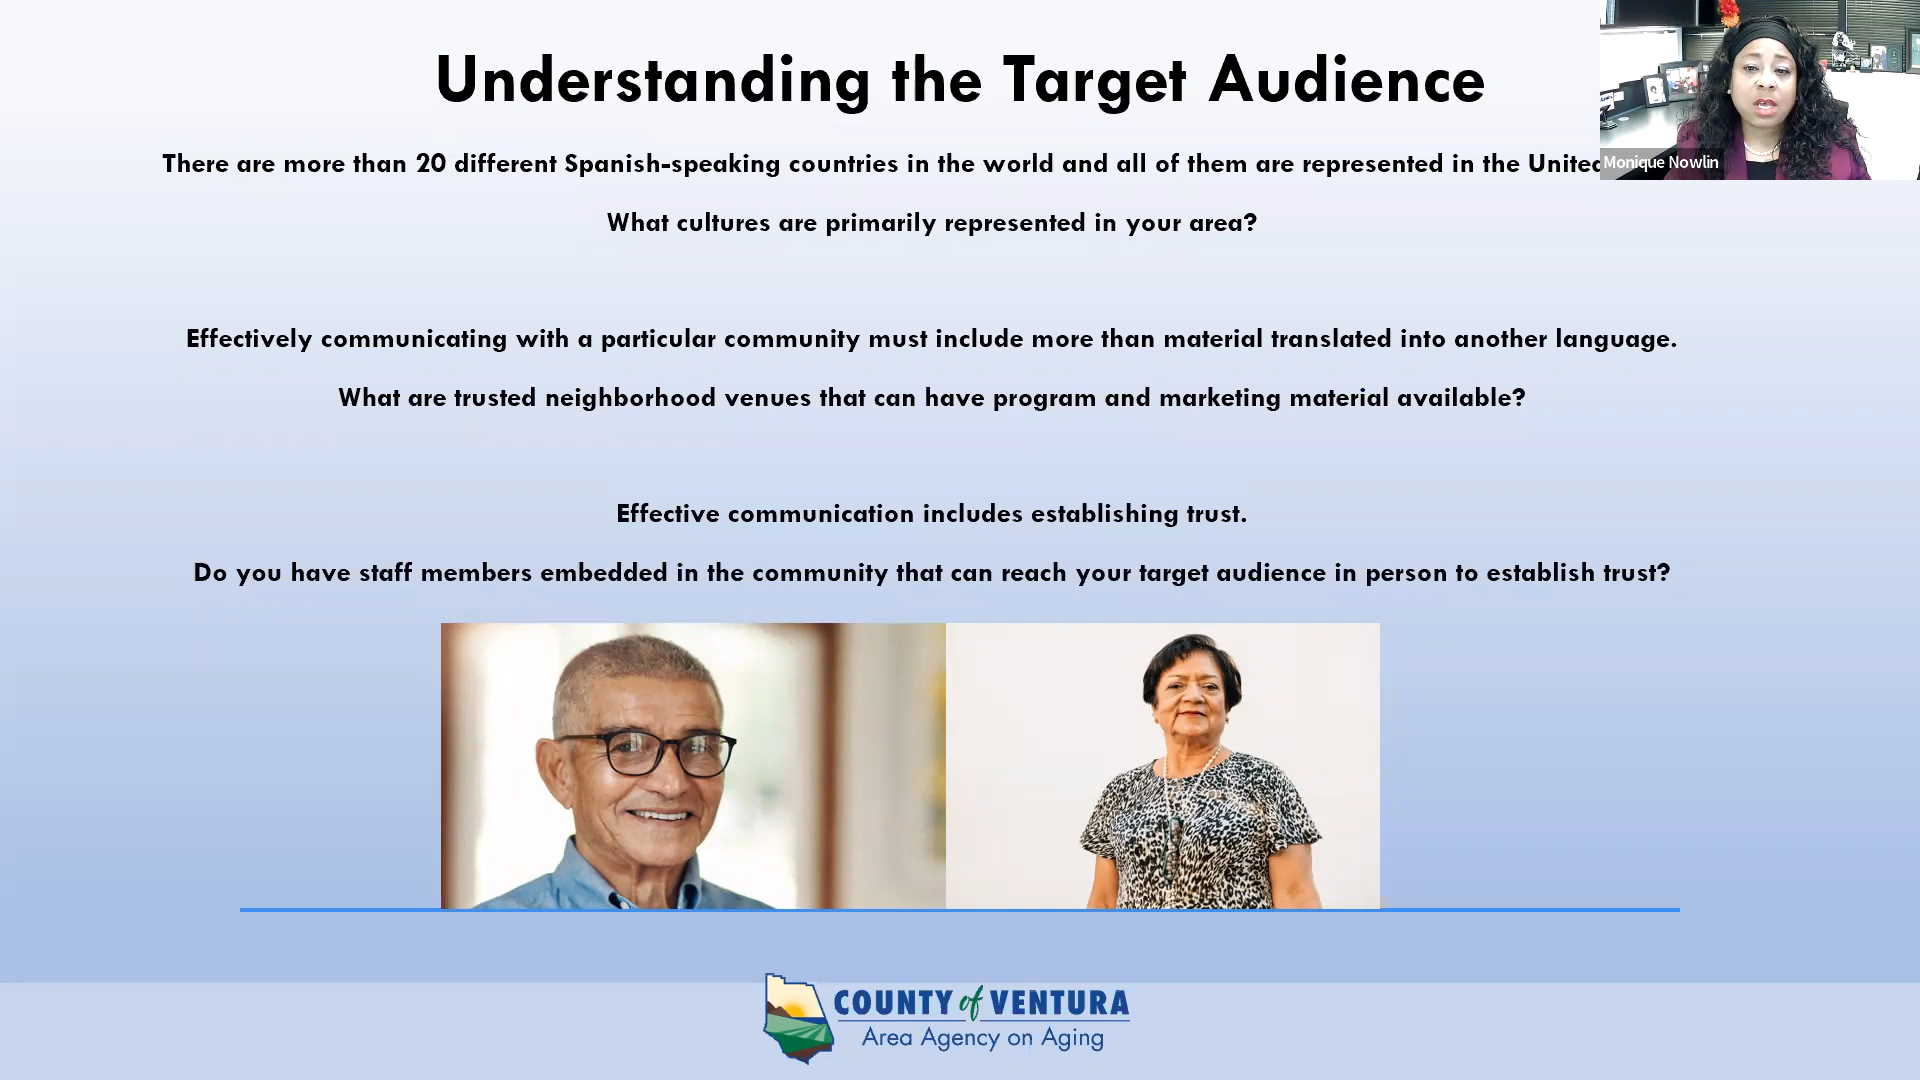 Understanding the Target Audience
There are more than 20 different Spanish-speaking countries in the world and all of them are represented in the United
Monique Nowlin
What cultures are primarily represented in your area?
Effectively communicating with a particular community must include more than material translated into another language.
What are trusted neighborhood venues that can have program and marketing material available?
Effective communication includes establishing trust.
Do you have staff members embedded in the community that can reach your target audience in person to establish trust?
COUNTY of VENTURA
Area Agency on Aging